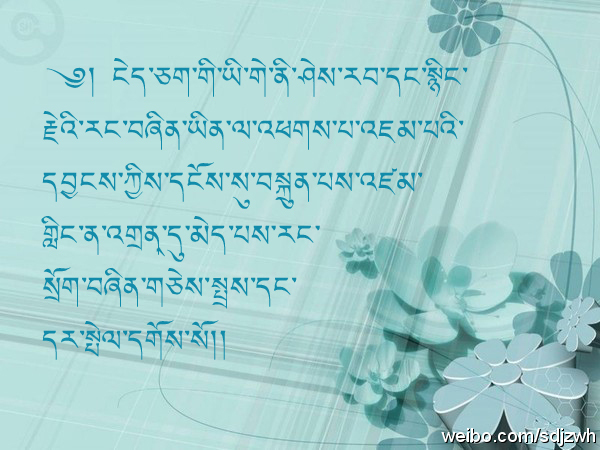 ༄། ངེད་ཅག་གི་ཡི་གེ་ནི་ཤེས་རབ་དང་སྙིང་
རྗེའི་རང་བཞིན་ཡིན་ལ་འཕགས་པ་འཇམ་པའི་
དབྱངས་ཀྱིས་དངོས་སུ་བསྐྲུན་པས་འཛམ་
གླིང་ན་འགྲན་དུ་མེད་པས་རང་
སྲོག་བཞིན་གཅེས་སྤྲས་དང་
དར་སྤེལ་དགོས་སོ།།
weibo.com/sdjzwh